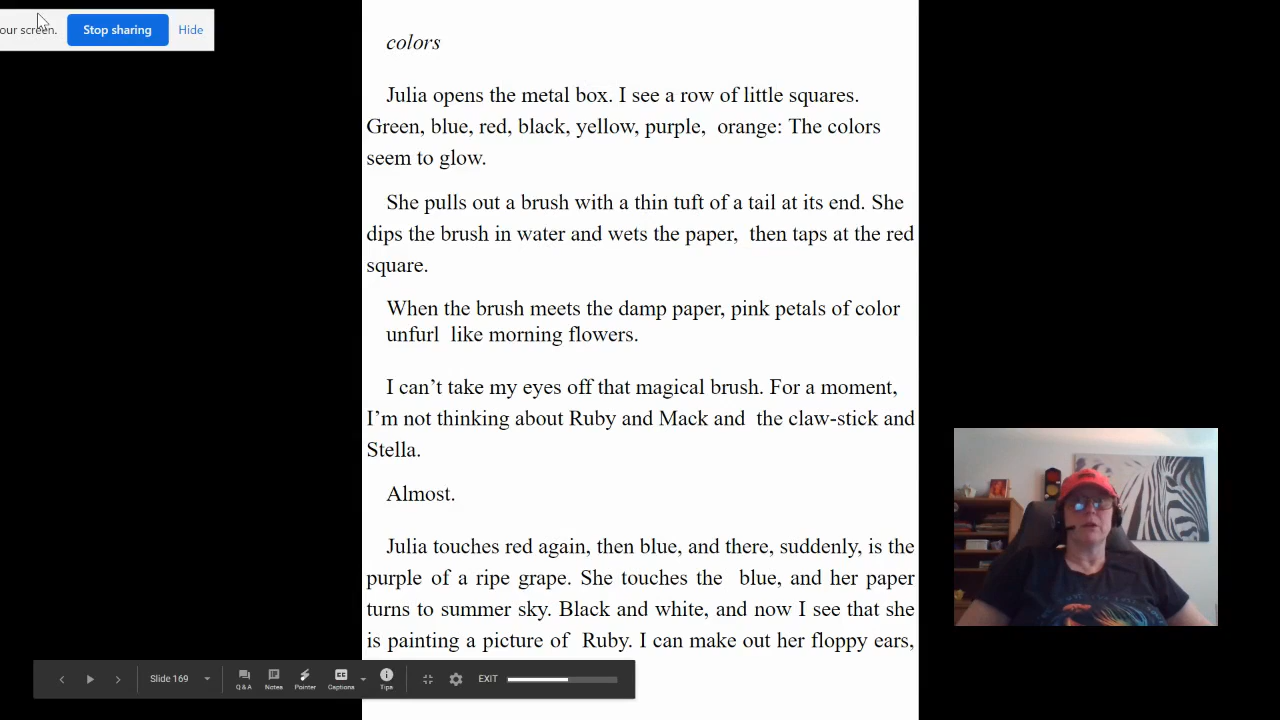 our screen.
Stop sharing
Hide
colors
Julia opens the metal box. I see a row of little squares.
Green, blue, red, black, yellow, purple,  orange: The colors
seem to glow.
She pulls out a brush with a thin tuft of a tail at its end. She
dips the brush in water and wets the paper,  then taps at the red
square.
When the brush meets the damp paper, pink petals of color
unfurl  like morning flowers.
I can’t take my eyes off that magical brush. For a moment,
I’m not thinking about Ruby and Mack and  the claw-stick and
Stella.
Almost.
Julia touches red again, then blue, and there, suddenly, is the
purple of a ripe grape. She touches the  blue, and her paper
turns to summer sky. Black and white, and now I see that she
is painting a picture of  Ruby. I can make out her floppy ears,
Slide 169
Q&A
Notes
Pointer
Captions
Tips
EXIT